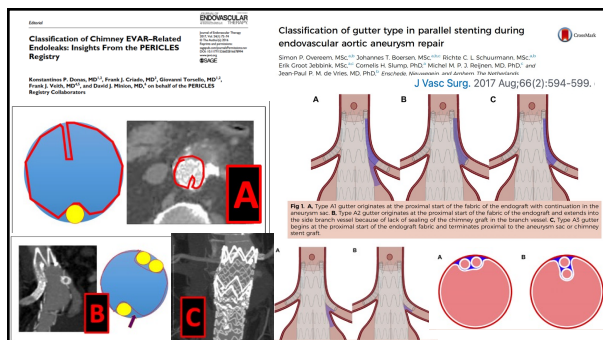 Editorial
JOURNAL OF
ENDOVASCULAR
THERAPY
Classification of Chimney EVAR–Related
Endoleaks: Insights From the PERICLES
Registry
Journal of Endovascular Therapy
SAGE
Konstantinos P. Donas, MD, Frank J. Criado, MD, Giovanni Torsello, MD,
Frank J. Veith, MD, and David J. Minion, MD, on behalf of the PERICLES
Registry Collaborators
A
B
C
Classification of gutter type in parallel stenting during
endovascular aortic aneurysm repair
CrossMark
Simon P. Overeem, MSc, Johannes T. Boersen, MSc, Richte C. L. Schuurmann, MSc,
Erik Groot Jebbink, MSc, Cornelis H. Slump, PhD, Michel M. P. J. Reijnen, MD, PhD, and
Jean-Paul P. M. de Vries, MD, PhD, Enschede, Nieuwegein, and Arnhem, The Netherlands
J Vasc Surg. 2017 Aug;66(2):594-599.
A
B
C
Fig 1. A, Type A1 gutter originates at the proximal start of the fabric of the endograft with continuation in the
aneurysm sac. B, Type A2 gutter originates at the proximal start of the fabric of the endograft and extends into
the side branch vessel because of lack of sealing of the chimney graft in the branch vessel. C, Type A3 gutter
begins at the proximal start of the endograft fabric and terminates proximal to the aneurysm sac or chimney
stent graft
A
B
A
B